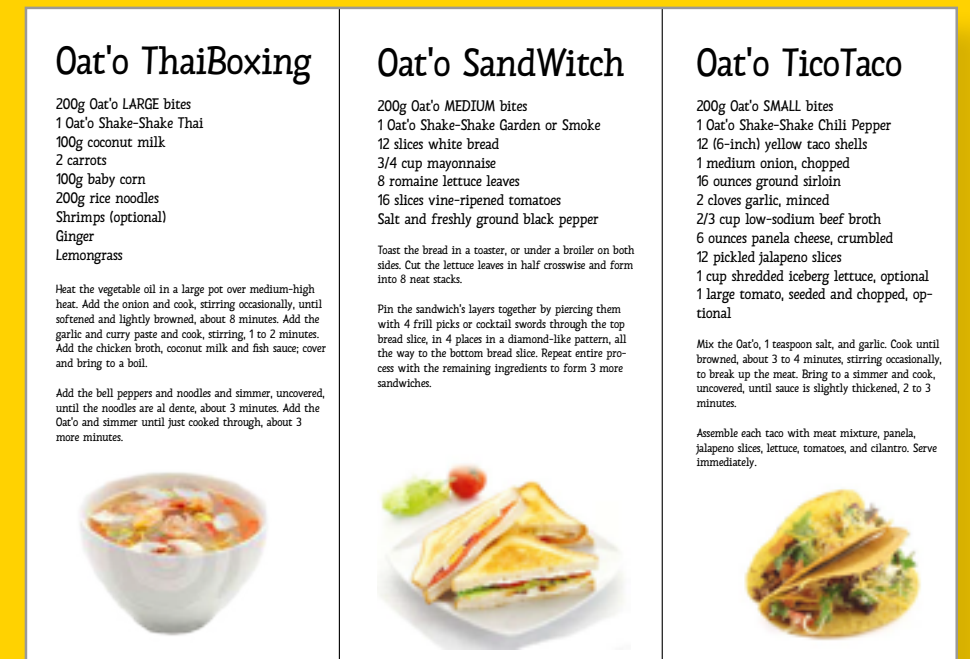 Oat'o ThaiBoxing
200g Oat'o LARGE bites
1 Oat'o Shake-Shake Thai
100g coconut milk
2 carrots
100g baby corn
200g rice noodles
Shrimps (optional)
Ginger
Lemongrass
Heat the vegetable oil in a large pot over medium-high
heat. Add the onion and cook, stirring occasionally, until
softened and lightly browned, about 8 minutes. Add the
garlic and curry paste and cook, stirring, 1 to 2 minutes.
Add the chicken broth, coconut milk and fish sauce; cover
and bring to a boil.
Add the bell peppers and noodles and simmer, uncovered,
until the noodles are al dente, about 3 minutes. Add the
Oat'o and simmer until just cooked through, about 3
more minutes.
Oat'o SandWitch
200g Oat'o MEDIUM bites
1 Oat'o Shake-Shake Garden or Smoke
12 slices white bread
3/4 cup mayonnaise
8 romaine lettuce leaves
16 slices vine-ripened tomatoes
Salt and freshly ground black pepper
Toast the bread in a toaster, or under a broiler on both
sides. Cut the lettuce leaves in half crosswise and form
into 8 neat stacks.
Pin the sandwich's layers together by piercing them
with 4 frill picks or cocktail swords through the top
bread slice, in 4 places in a diamond-like pattern, all
the way to the bottom bread slice. Repeat entire pro-
cess with the remaining ingredients to form 3 more
sandwiches.
Oat'o TicoTaco
200g Oat'o SMALL bites
1 Oat'o Shake-Shake Chili Pepper
12 (6-inch) yellow taco shells
1 medium onion, chopped
16 ounces ground sirloin
2 cloves garlic, minced
2/3 cup low-sodium beef broth
6 ounces panela cheese, crumbled
12 pickled jalapeno slices
1 cup shredded iceberg lettuce, optional
1 large tomato, seeded and chopped, op-
tional
Mix the Oat'o, 1 teaspoon salt, and garlic. Cook until
browned, about 3 to 4 minutes, stirring occasionally,
to break up the meat. Bring to a simmer and cook,
uncovered, until sauce is slightly thickened, 2 to 3
minutes.
Assemble each taco with meat mixture, panela,
jalapeno slices, lettuce, tomatoes, and cilantro. Serve
immediately.